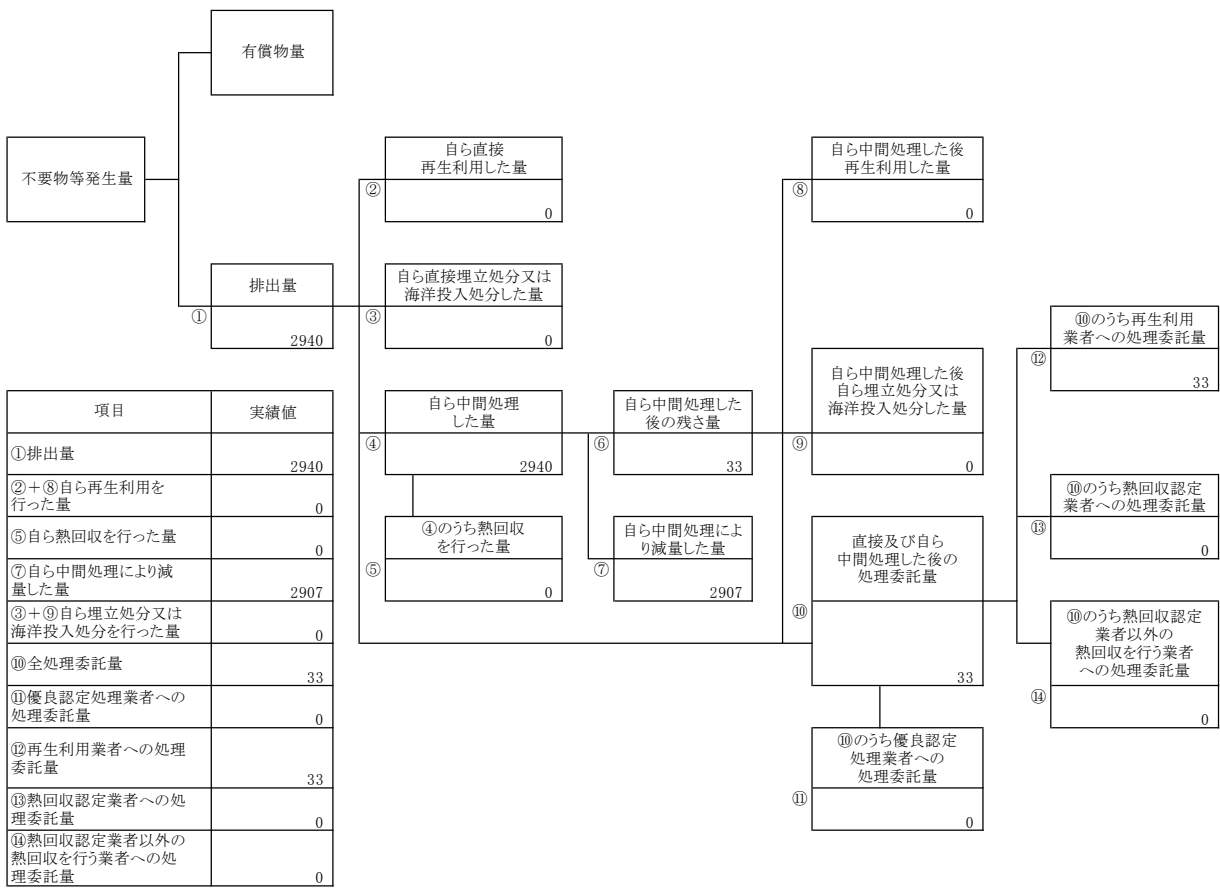 有償物量
不要物等発生量
自ら直接
再生利用した量
②
0
自ら中間処理した後
再生利用した量
⑧
0
排出量
①
2940
自ら直接埋立処分又は
海洋投入処分した量
③
0
⑩のうち再生利用
業者への処理委託量
⑫
33
自ら中間処理
した量
④
2940
自ら中間処理した
後の残さ量
⑥
33
自ら中間処理した後
自ら埋立処分又は
海洋投入処分した量
⑨
0
⑩のうち熱回収認定
業者への処理委託量
⑬
0
④のうち熱回収
を行った量
⑤
0
自ら中間処理によ
り減量した量
⑦
2907
直接及び自ら
中間処理した後の
処理委託量
⑩
33
⑩のうち熱回収認定
業者以外の
熱回収を行う業者
への処理委託量
⑭
0
⑩のうち優良認定
処理業者への
処理委託量
⑪
0
項目 実績値
①排出量 2940
②+⑧自ら再生利用を
行った量 0
⑤自ら熱回収を行った量 0
⑦自ら中間処理により減
量した量 2907
③+⑨自ら埋立処分又は
海洋投入処分を行った量 0
⑩全処理委託量 33
⑪優良認定処理業者への
処理委託量 0
⑫再生利用業者への処理
委託量 33
⑬熱回収認定業者への処
理委託量 0
⑭熱回収認定業者以外の
熱回収を行う業者への処
理委託量 0